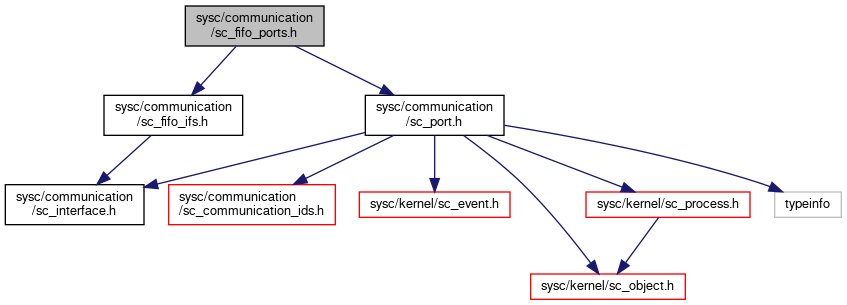 sysc/communication
/sc_fifo_ports.h
sysc/communication
/sc_fifo_ifs.h
sysc/communication
/sc_port.h
sysc/communication
/sc_interface.h
sysc/communication
/sc_communication_ids.h
sysc/kernel/sc_event.h
sysc/kernel/sc_process.h
typeinfo
sysc/kernel/sc_object.h